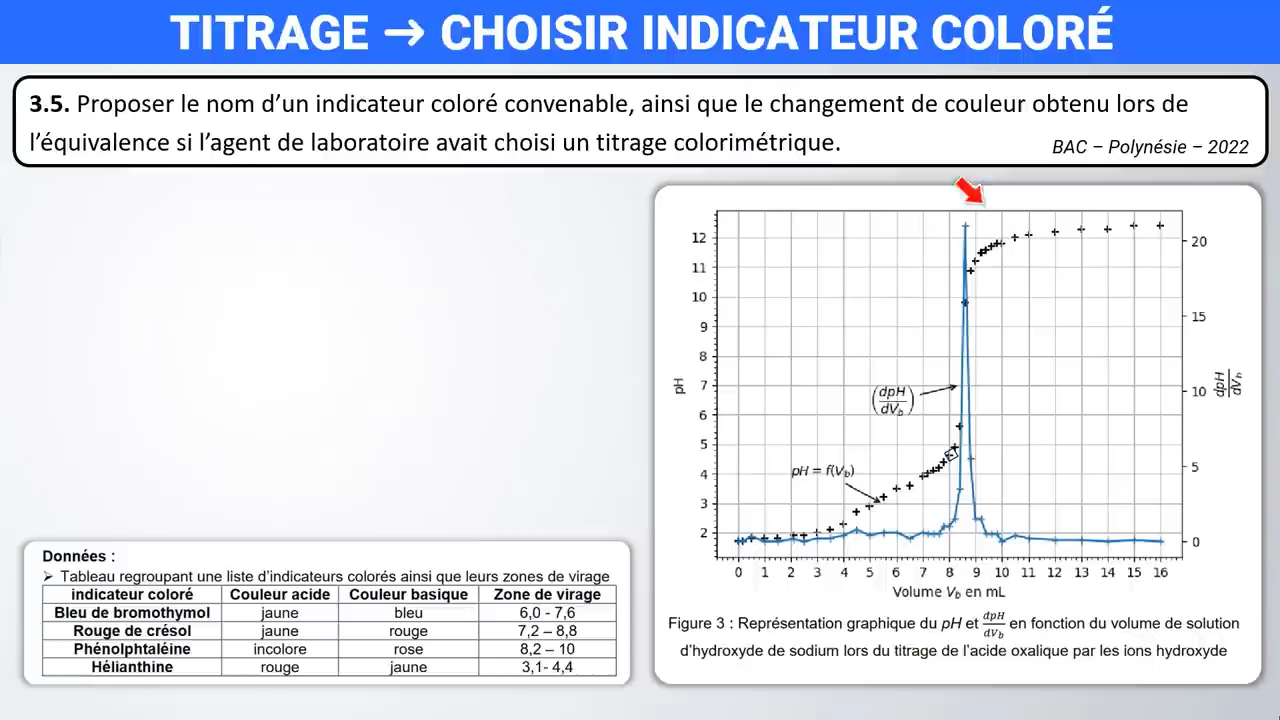 TITRAGE → CHOISIR INDICATEUR COLORÉ
3.5. Proposer le nom d’un indicateur coloré convenable, ainsi que le changement de couleur obtenu lors de
l’équivalence si l’agent de laboratoire avait choisi un titrage colorimétrique.
BAC – Polynésie – 2022
12
11
10
9
8
7
6
5
4
3
2
pH
20
15
10
5
0
dpH
dVb
(dpH
dVb)
pH = f(Vb)
0 1 2 3 4 5 6 7 8 9 10 11 12 13 14 15 16
Volume Vb en mL
Figure 3 : Représentation graphique du pH et dpH/dVb en fonction du volume de solution
d’hydroxyde de sodium lors du titrage de l’acide oxalique par les ions hydroxyde
Données :
➢ Tableau regroupant une liste d’indicateurs colorés ainsi que leurs zones de virage
indicateur coloré Couleur acide Couleur basique Zone de virage
Bleu de bromothymol jaune bleu 6,0 - 7,6
Rouge de crésol jaune rouge 7,2 – 8,8
Phénolphtaléine incolore rose 8,2 – 10
Hélianthine rouge jaune 3,1- 4,4